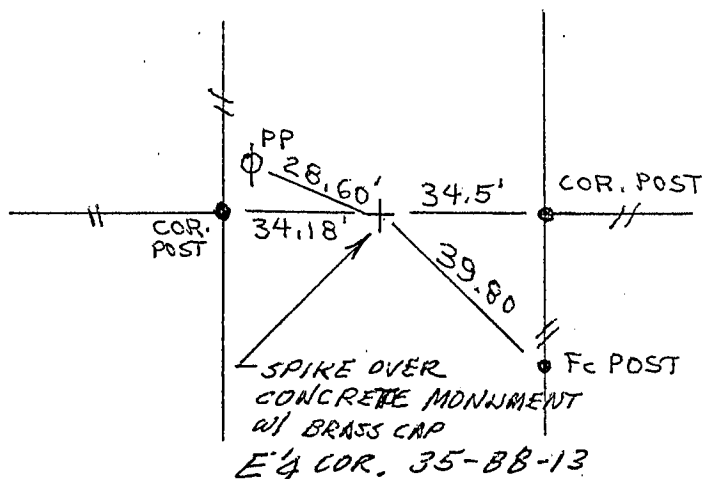 PP
28.60'
34.5'
COR. POST
COR.
POST
34.18'
39.80
Fc POST
SPIKE OVER
CONCRETE MONUMENT
W/ BRASS CAP
E¼ COR. 35-88-13